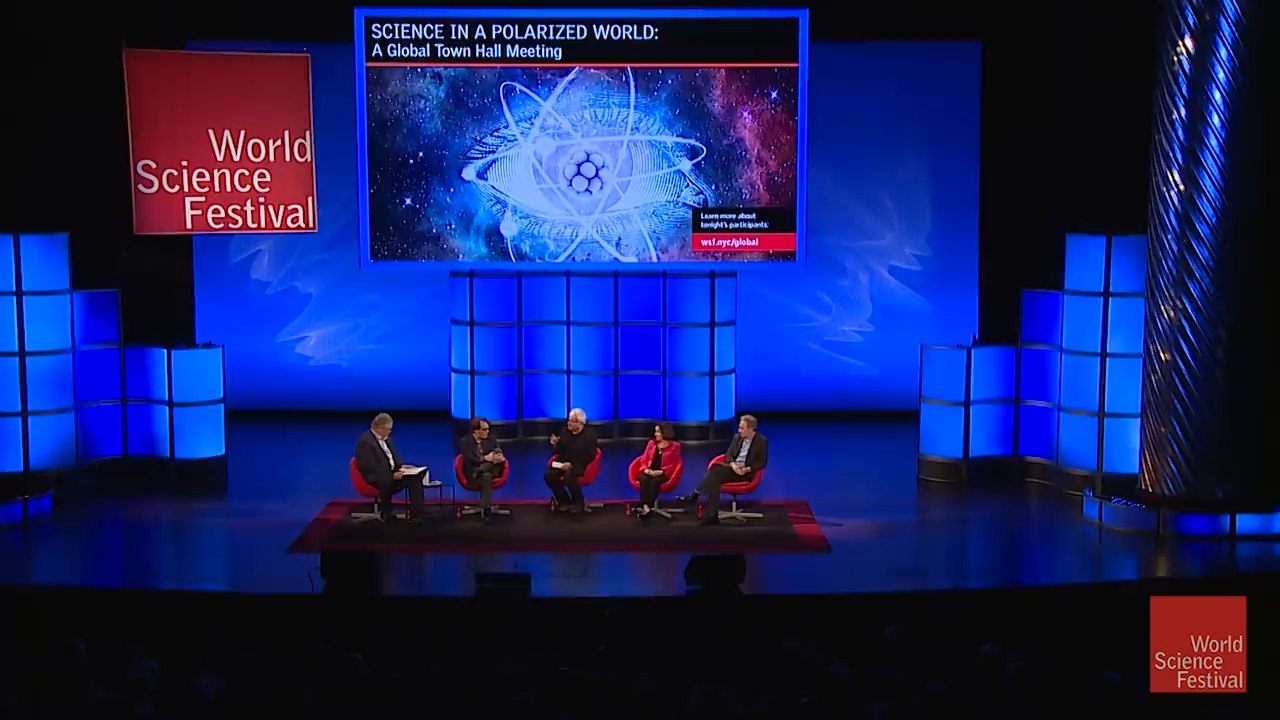 SCIENCE IN A POLARIZED WORLD:
A Global Town Hall Meeting
World
Science
Festival
Learn more about
tonight's participants:
wsf.nyc/global
World
Science
Festival